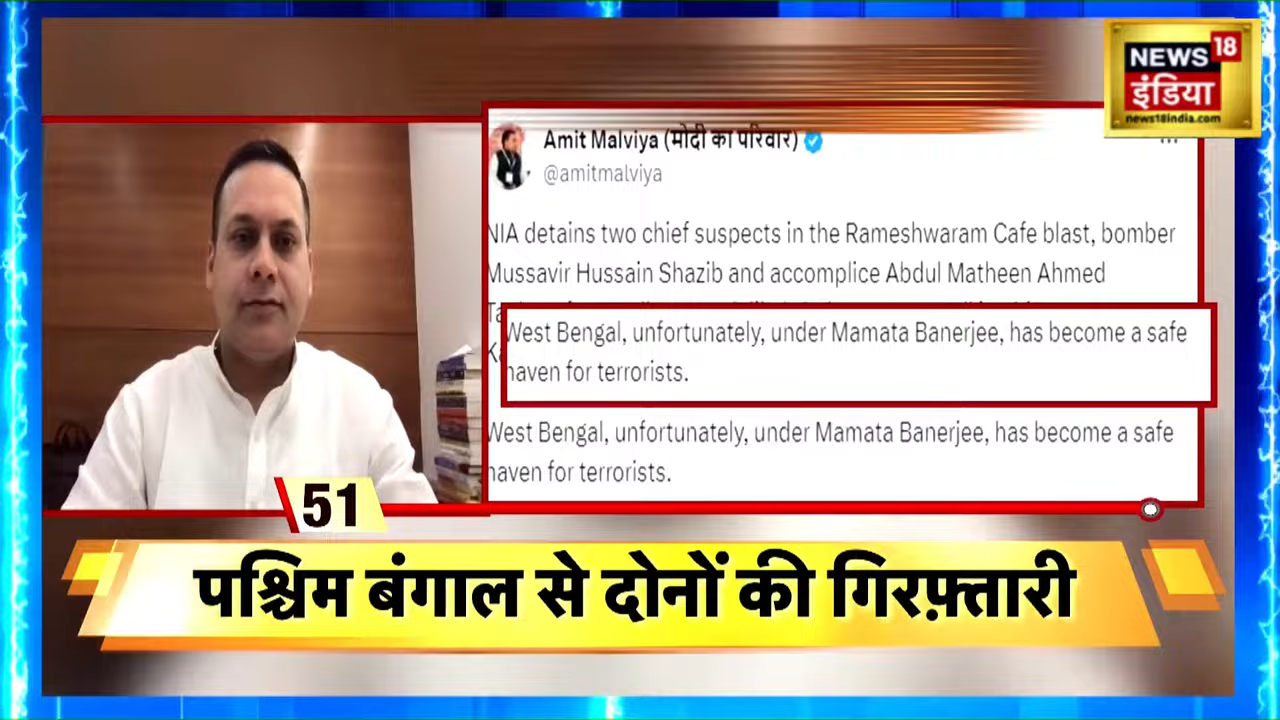 NEWS 18
इंडिया
news18india.com
Amit Malviya (मोदी का परिवार)
@amitmalviya
NIA detains two chief suspects in the Rameshwaram Cafe blast, bomber
Mussavir Hussain Shazib and accomplice Abdul Matheen Ahmed
West Bengal, unfortunately, under Mamata Banerjee, has become a safe
haven for terrorists.
West Bengal, unfortunately, under Mamata Banerjee, has become a safe
haven for terrorists.
51
पश्चिम बंगाल से दोनों की गिरफ़्तारी